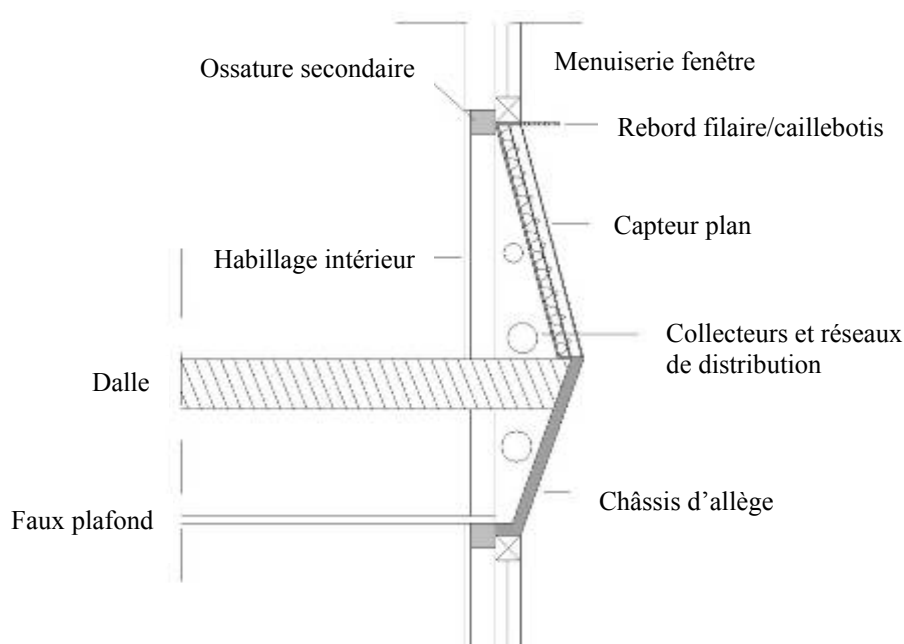 Ossature secondaire
Menuiserie fenêtre
Rebord filaire/caillebotis
Capteur plan
Habillage intérieur
Collecteurs et réseaux
de distribution
Dalle
Châssis d’allège
Faux plafond